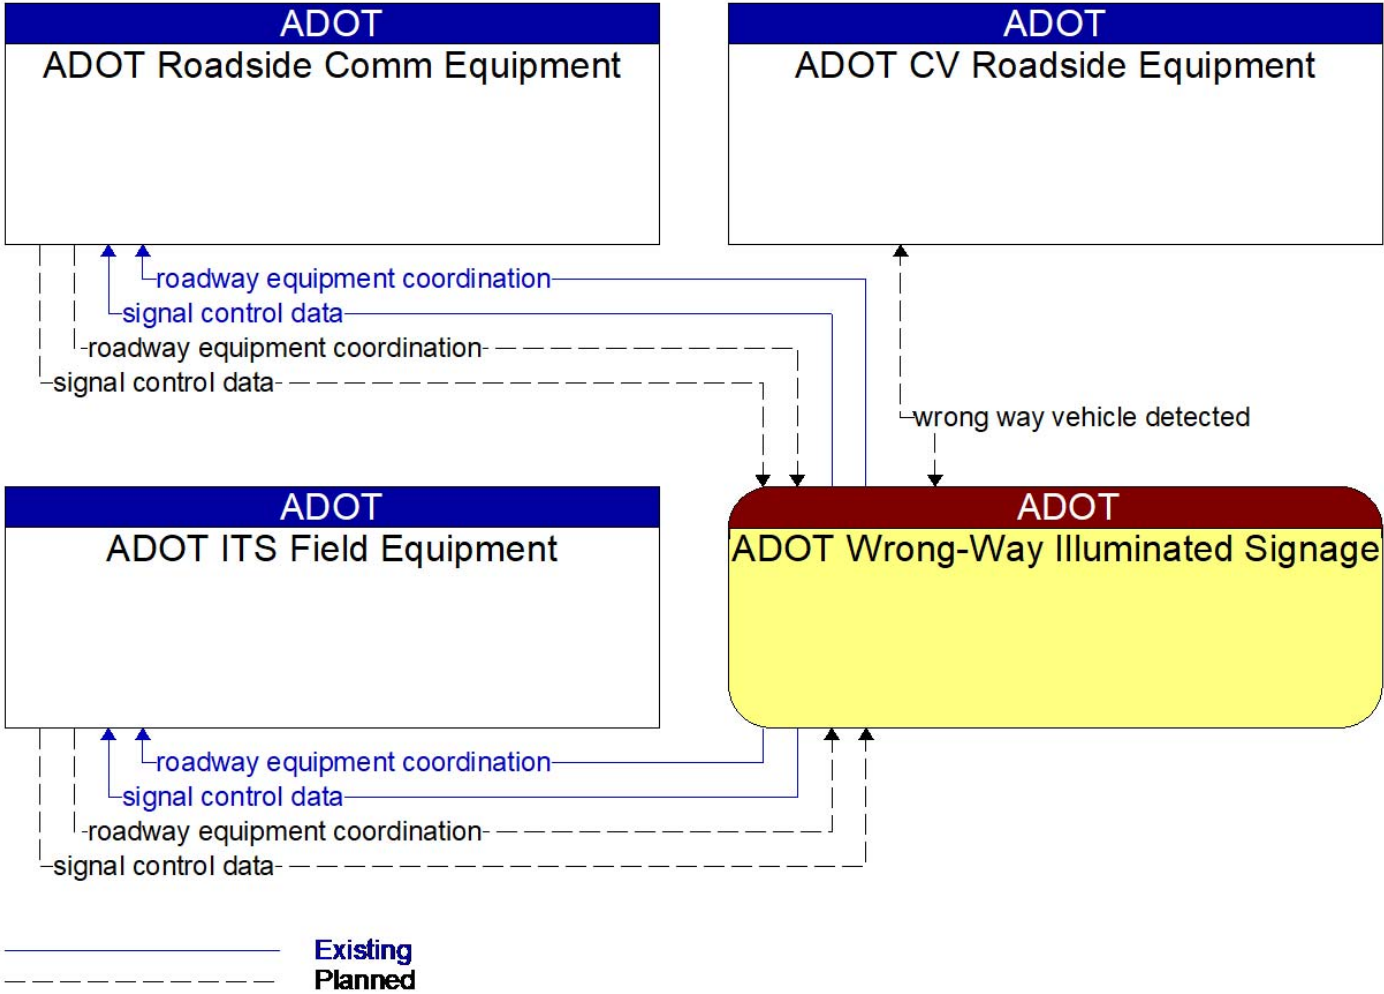 ADOT
ADOT Roadside Comm Equipment
ADOT
ADOT CV Roadside Equipment
roadway equipment coordination
signal control data
roadway equipment coordination
signal control data
wrong way vehicle detected
ADOT
ADOT ITS Field Equipment
ADOT
ADOT Wrong-Way Illuminated Signage
roadway equipment coordination
signal control data
roadway equipment coordination
signal control data
Existing
Planned